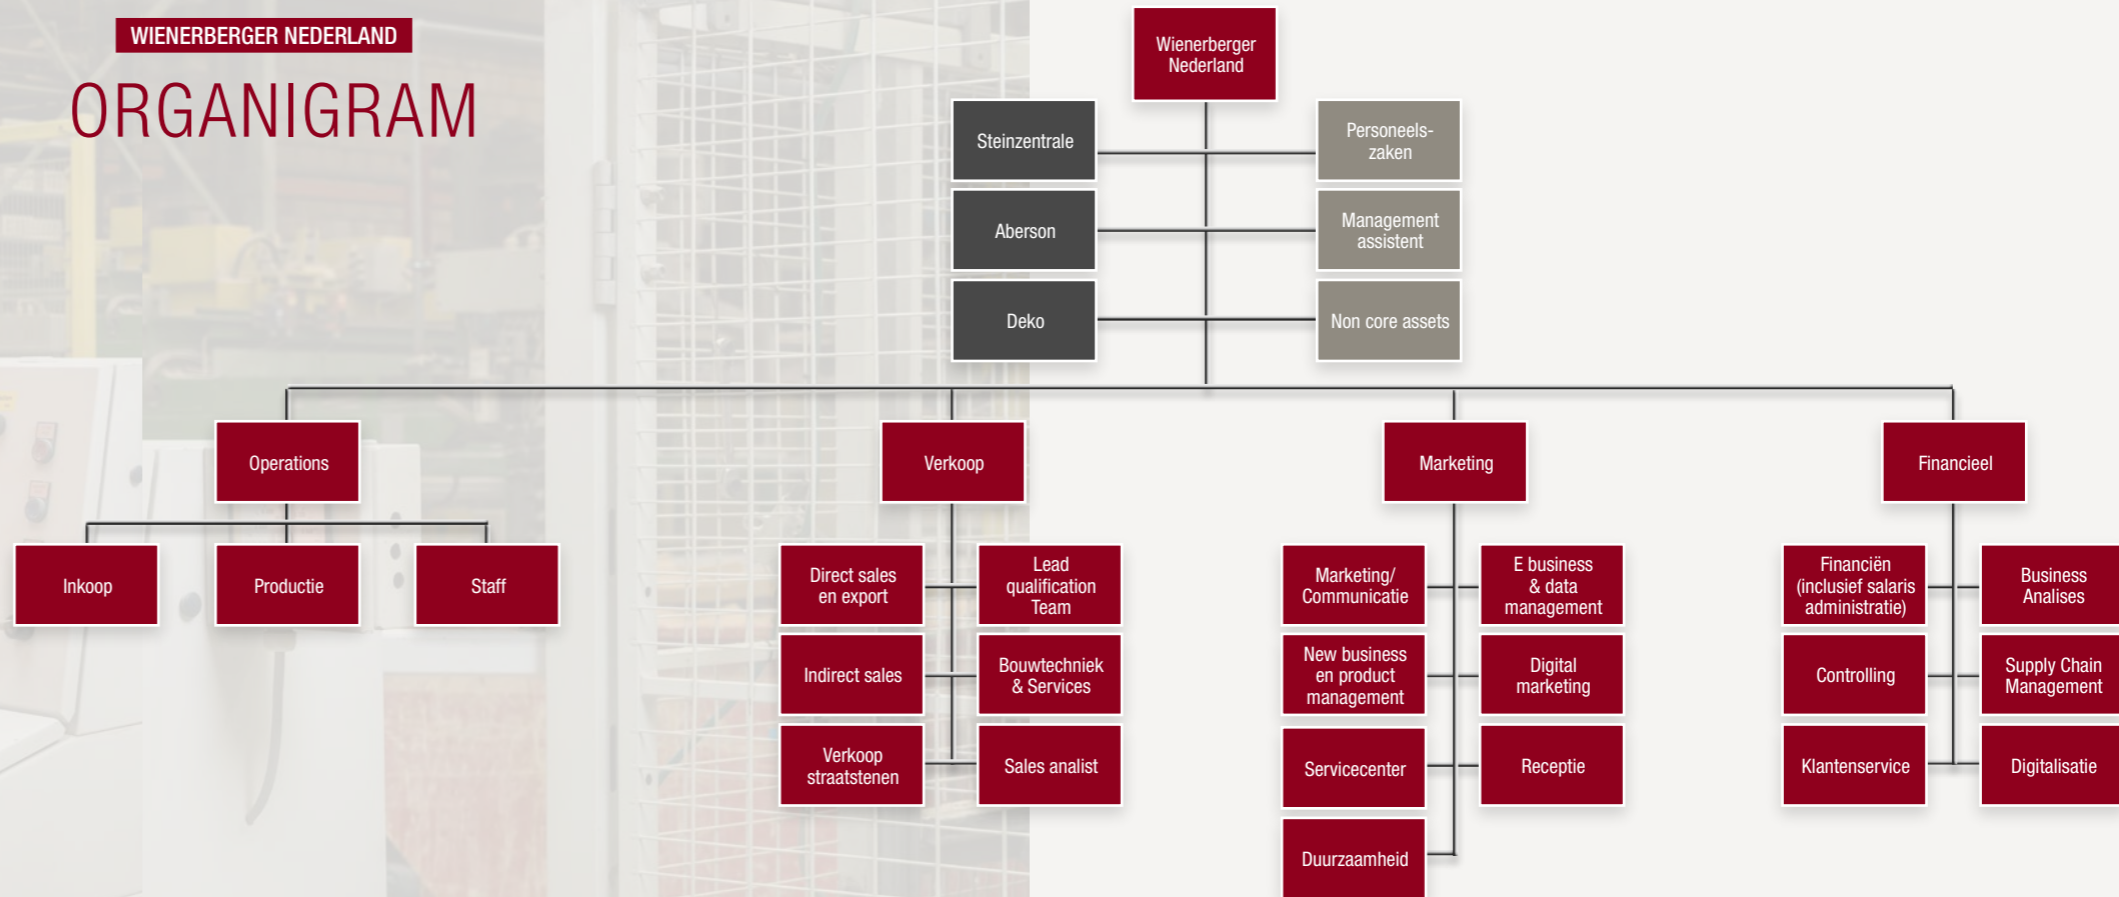 WIENERBERGER NEDERLAND
ORGANIGRAM
Wienerberger
Nederland
Steinzentrale
Personeels-
zaken
Aberson
Management
assistent
Deko
Non core assets
Operations
Verkoop
Marketing
Financieel
Inkoop
Productie
Staff
Direct sales
en export
Lead
qualification
Team
Indirect sales
Bouwtechniek
& Services
Verkoop
straatstenen
Sales analist
Marketing/
Communicatie
E business
& data
management
New business
en product
management
Digital
marketing
Servicecenter
Receptie
Duurzaamheid
Financiën
(inclusief salaris
administratie)
Business
Analises
Controlling
Supply Chain
Management
Klantenservice
Digitalisatie